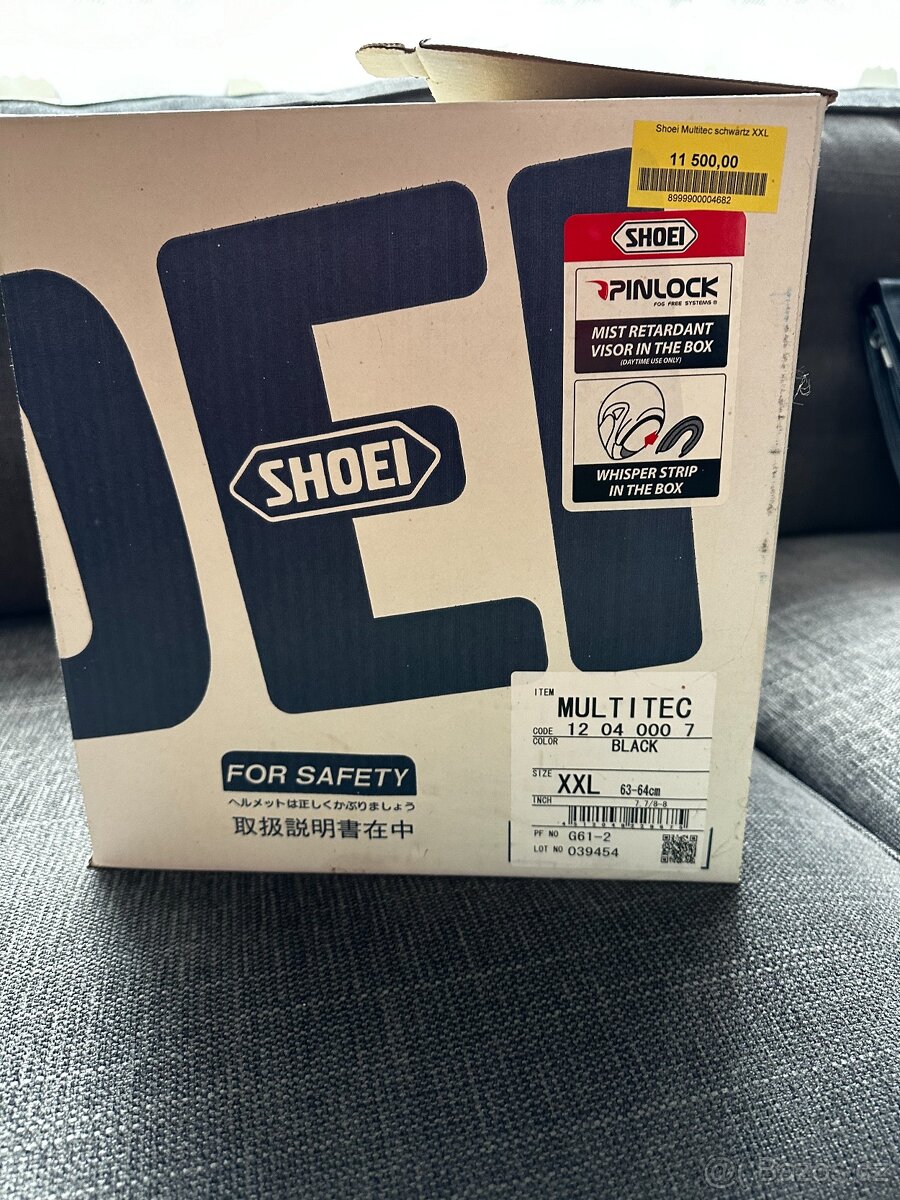 Shoei Multitec schwartz XXL
11 500,00
8999900004682
SHOEI
PINLOCK
FOG FREE SYSTEMS ®
MIST RETARDANT
VISOR IN THE BOX
(DAYTIME USE ONLY)
WHISPER STRIP
IN THE BOX
OEI
SHOEI
FOR SAFETY
ヘルメットは正しくかぶりましょう
取扱説明書在中
ITEM
MULTITEC
CODE 12 04 000 7
COLOR BLACK
SIZE XXL 63-64cm
INCH 7 7/8-8
PF NO G61-2
LOT NO 039454
@Bazos.cz